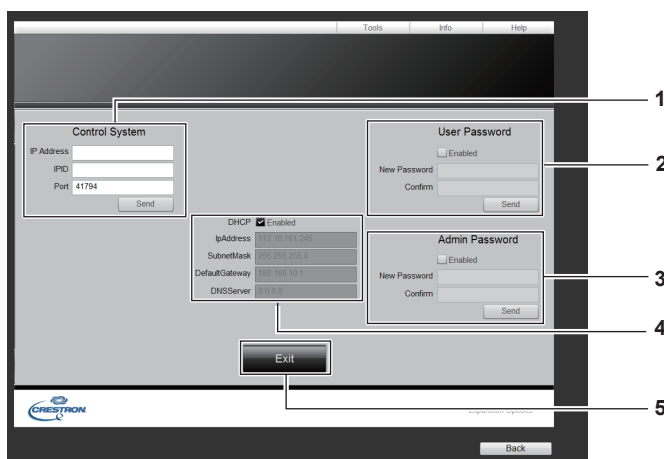 Tools Info Help
1
Control System
IP Address
IPID
Port 41794
Send
User Password
Enabled
New Password
Confirm
Send
2
DHCP Enabled
IpAddress 172.16.161.245
SubnetMask 255.255.255.0
DefaultGateway 192.168.10.1
DNSServer 0.0.0.0
Admin Password
Enabled
New Password
Confirm
Send
3
4
Exit
5
CRESTRON
Expansion Options
Back